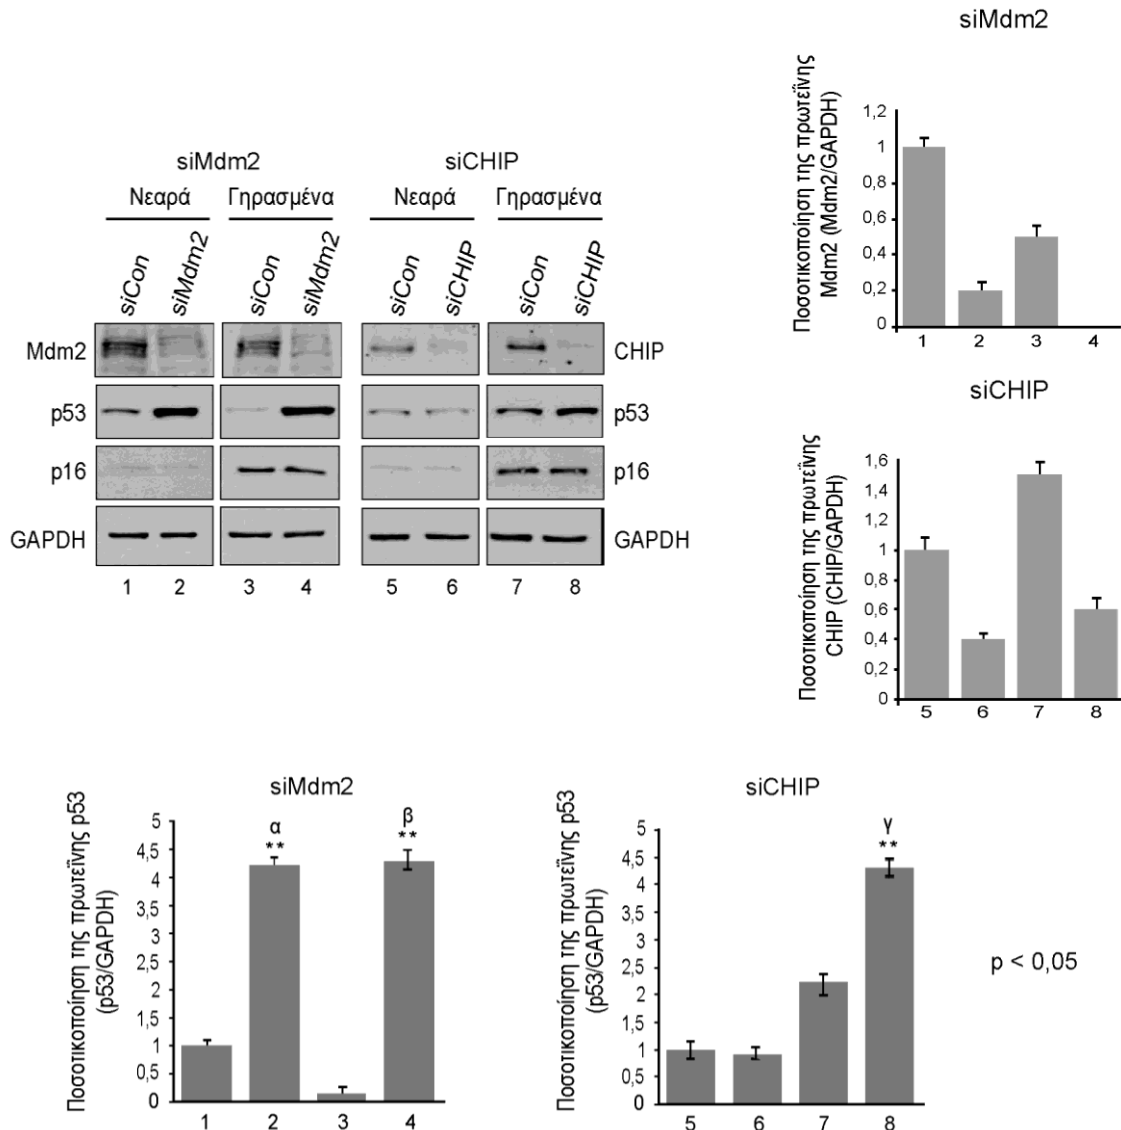 siMdm2
Ποσοτικοποίηση της πρωτεΐνης
Mdm2 (Mdm2/GAPDH)
1,2
1
0,8
0,6
0,4
0,2
0
1 2 3 4
siMdm2 siCHIP
Νεαρά Γηρασμένα Νεαρά Γηρασμένα
siCon siMdm2 siCon siMdm2 siCon siCHIP siCon siCHIP
Mdm2 CHIP
p53 p53
p16 p16
GAPDH GAPDH
1 2 3 4 5 6 7 8
siCHIP
Ποσοτικοποίηση της πρωτεΐνης
CHIP (CHIP/GAPDH)
1,6
1,4
1,2
1
0,8
0,6
0,4
0,2
0
5 6 7 8
siMdm2
Ποσοτικοποίηση της πρωτεΐνης p53
(p53/GAPDH)
5
4,5
4
3,5
3
2,5
2
1,5
1
0,5
0
α
**
β
**
1 2 3 4
siCHIP
Ποσοτικοποίηση της πρωτεΐνης p53
(p53/GAPDH)
5
4,5
4
3,5
3
2,5
2
1,5
1
0,5
0
γ
**
5 6 7 8
p < 0,05